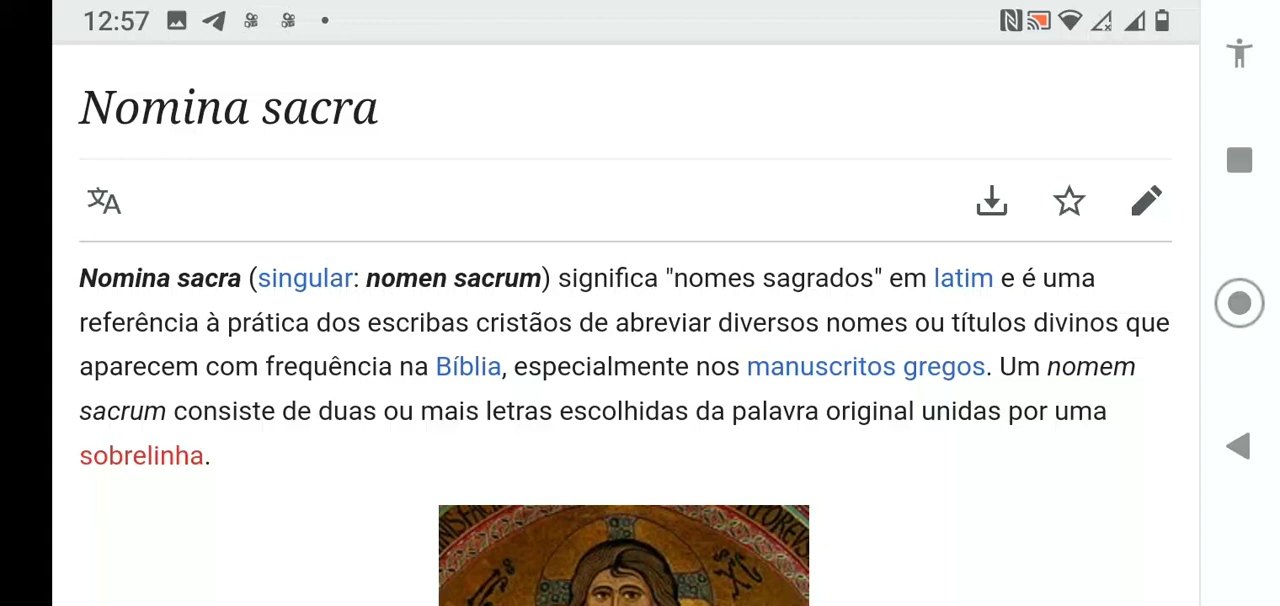 12:57
Nomina sacra
Nomina sacra (singular: nomen sacrum) significa "nomes sagrados" em latim e é uma
referência à prática dos escribas cristãos de abreviar diversos nomes ou títulos divinos que
aparecem com frequência na Bíblia, especialmente nos manuscritos gregos. Um nomem
sacrum consiste de duas ou mais letras escolhidas da palavra original unidas por uma
sobrelinha.